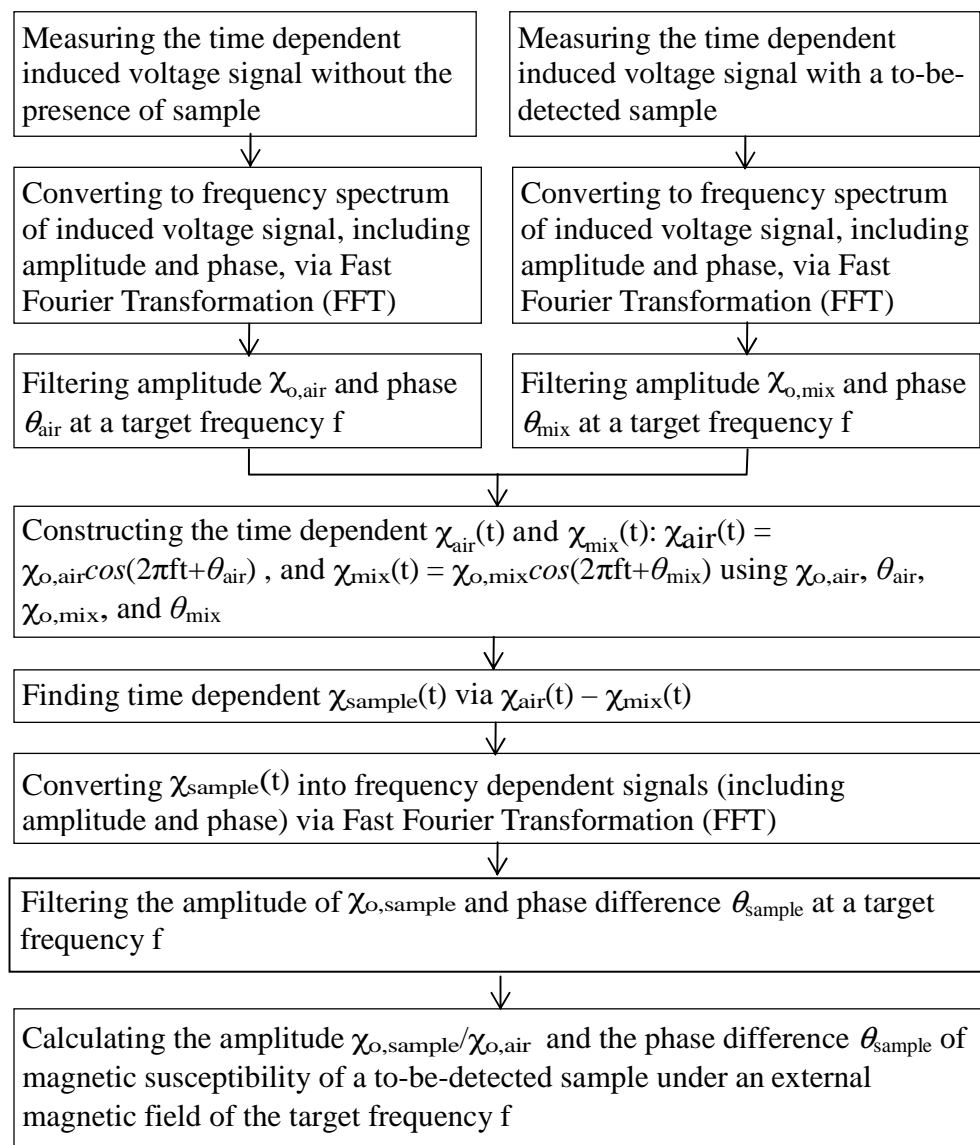 Measuring the time dependent
induced voltage signal without the
presence of sample
Measuring the time dependent
induced voltage signal with a to-be-
detected sample
Converting to frequency spectrum
of induced voltage signal, including
amplitude and phase, via Fast
Fourier Transformation (FFT)
Converting to frequency spectrum
of induced voltage signal, including
amplitude and phase, via Fast
Fourier Transformation (FFT)
Filtering amplitude χo,air and phase
θair at a target frequency f
Filtering amplitude χo,mix and phase
θmix at a target frequency f
Constructing the time dependent χair(t) and χmix(t): χair(t) =
χo,aircos(2πft+θair) , and χmix(t) = χo,mixcos(2πft+θmix) using χo,air, θair,
χo,mix, and θmix
Finding time dependent χsample(t) via χair(t) – χmix(t)
Converting χsample(t) into frequency dependent signals (including
amplitude and phase) via Fast Fourier Transformation (FFT)
Filtering the amplitude of χo,sample and phase difference θsample at a target
frequency f
Calculating the amplitude χo,sample/χo,air and the phase difference θsample of
magnetic susceptibility of a to-be-detected sample under an external
magnetic field of the target frequency f